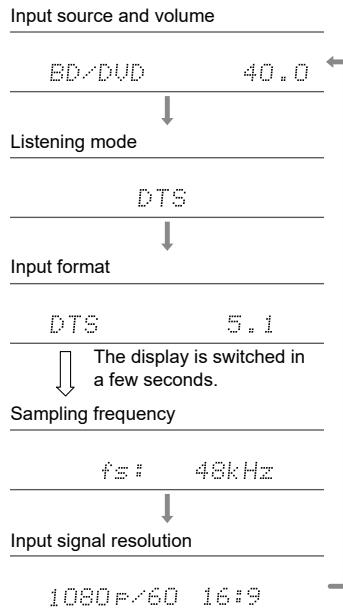 Input source and volume
BD/DVD 40.0
Listening mode
DTS
Input format
DTS 5.1
The display is switched in
a few seconds.
Sampling frequency
fs: 48kHz
Input signal resolution
1080p/60 16:9